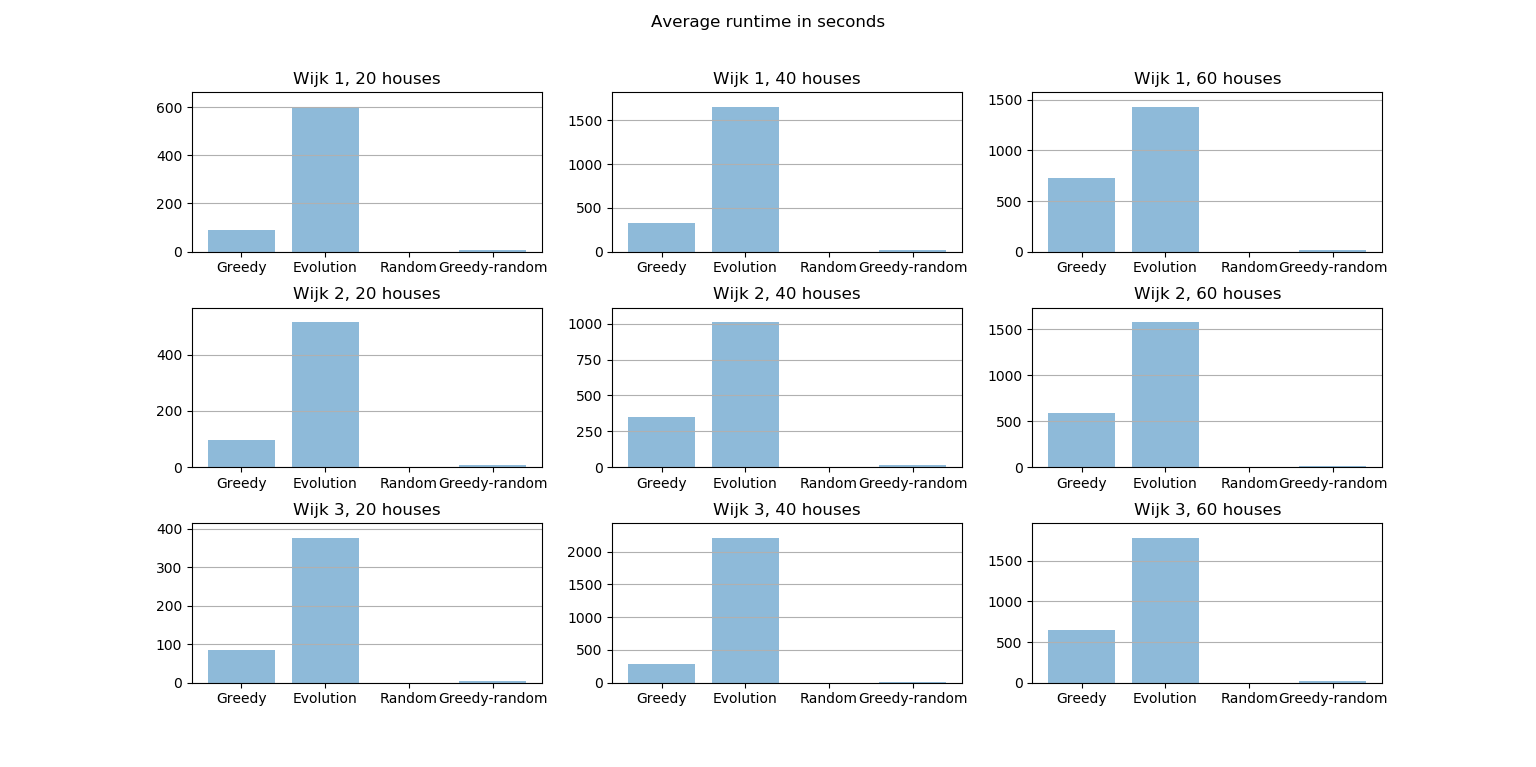 Average runtime in seconds
Wijk 1, 20 houses
600
400
200
0
Greedy Evolution Random Greedy-random
Wijk 1, 40 houses
1500
1000
500
0
Greedy Evolution Random Greedy-random
Wijk 1, 60 houses
1500
1000
500
0
Greedy Evolution Random Greedy-random
Wijk 2, 20 houses
400
200
0
Greedy Evolution Random Greedy-random
Wijk 2, 40 houses
1000
750
500
250
0
Greedy Evolution Random Greedy-random
Wijk 2, 60 houses
1500
1000
500
0
Greedy Evolution Random Greedy-random
Wijk 3, 20 houses
400
300
200
100
0
Greedy Evolution Random Greedy-random
Wijk 3, 40 houses
2000
1500
1000
500
0
Greedy Evolution Random Greedy-random
Wijk 3, 60 houses
1500
1000
500
0
Greedy Evolution Random Greedy-random